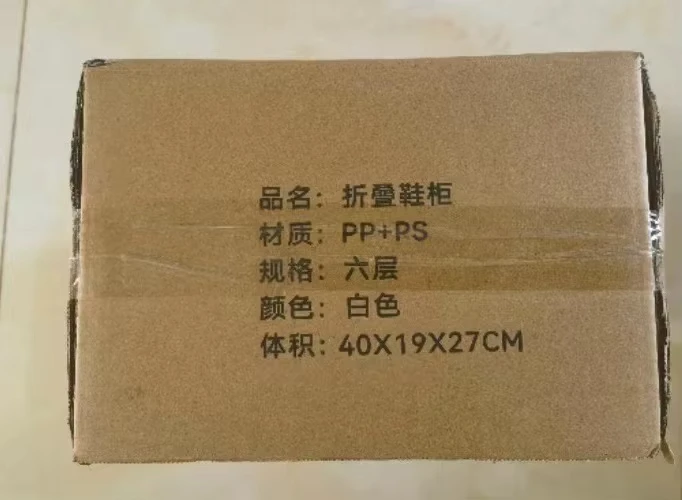 品名：折叠鞋柜
材质：PP+PS
规格：六层
颜色：白色
体积：40X19X27CM